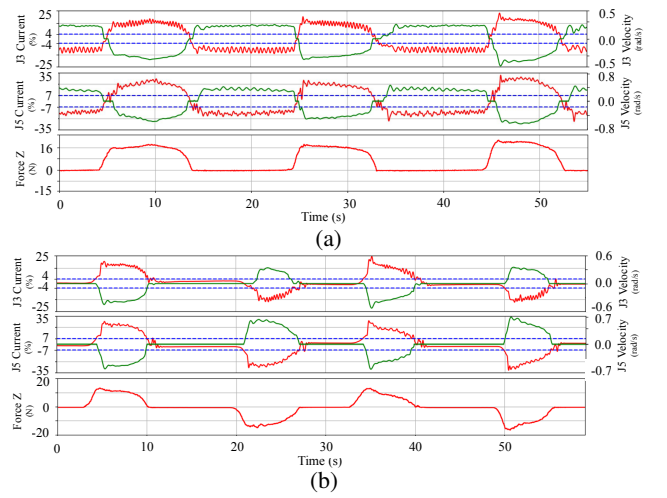 J3 Current
(%)
25
4
-4
-25
0.5
0.0
-0.5
J3 Velocity
(rad/s)
J5 Current
(%)
35
7
-7
-35
0.8
0.0
-0.8
J5 Velocity
(rad/s)
Force Z
(N)
16
0
-15
0 10 20 30 40 50
Time (s)
(a)
J3 Current
(%)
25
4
-4
-25
0.6
0.0
-0.6
J3 Velocity
(rad/s)
J5 Current
(%)
35
7
-7
-35
0.7
0.0
-0.7
J5 Velocity
(rad/s)
Force Z
(N)
20
0
-20
0 10 20 30 40 50
Time (s)
(b)